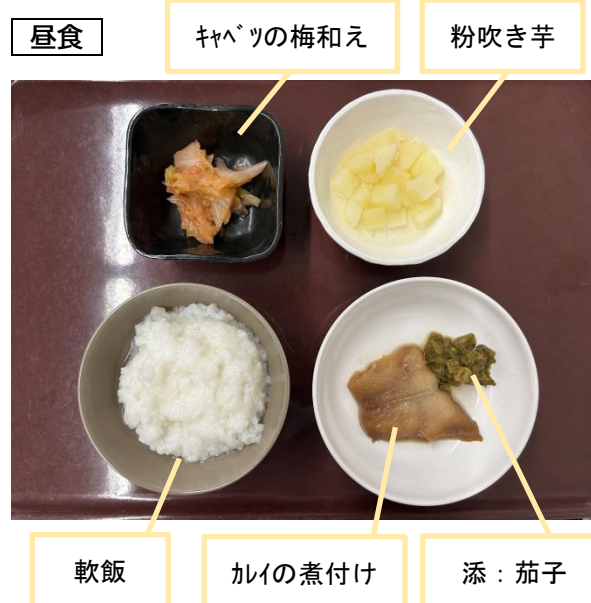 昼食
ｷｬﾍﾞﾂの梅和え
粉吹き芋
軟飯
ｶﾚｲの煮付け
添：茄子